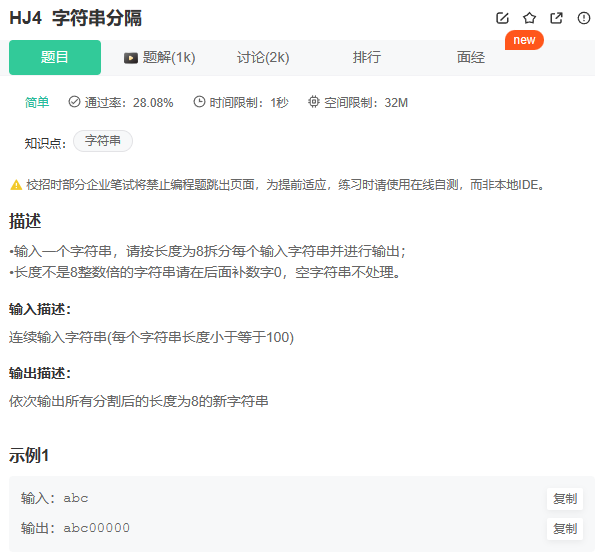 HJ4 字符串分隔
题目 题解(1k) 讨论(2k) 排行 面经 new
简单 通过率：28.08% 时间限制：1秒 空间限制：32M
知识点： 字符串
校招时部分企业笔试将禁止编程题跳出页面，为提前适应，练习时请使用在线自测，而非本地IDE。
描述
•输入一个字符串，请按长度为8拆分每个输入字符串并进行输出；
•长度不是8整数倍的字符串请在后面补数字0，空字符串不处理。
输入描述：
连续输入字符串(每个字符串长度小于等于100)
输出描述：
依次输出所有分割后的长度为8的新字符串
示例1
输入：abc 复制
输出：abc00000 复制